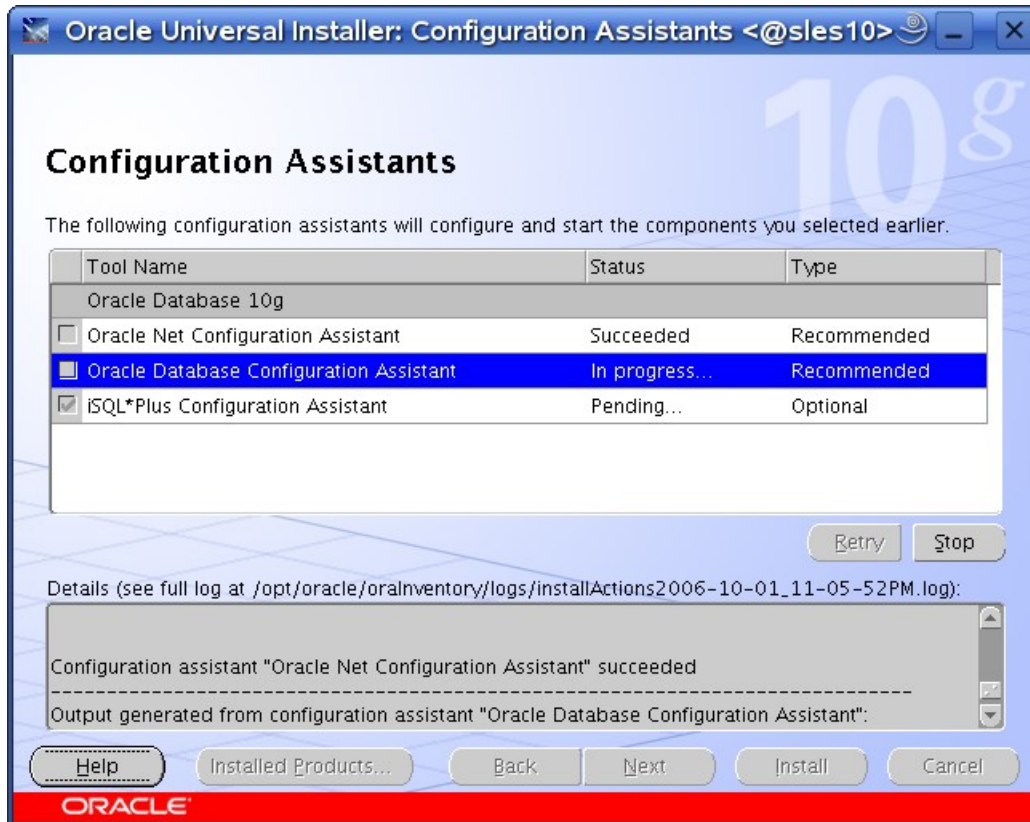 Oracle Universal Installer: Configuration Assistants <@sles10>
10g
Configuration Assistants
The following configuration assistants will configure and start the components you selected earlier.
Tool Name Status Type
Oracle Database 10g
Oracle Net Configuration Assistant Succeeded Recommended
Oracle Database Configuration Assistant In progress... Recommended
iSQL*Plus Configuration Assistant Pending... Optional
Retry Stop
Details (see full log at /opt/oracle/oraInventory/logs/installActions2006-10-01_11-05-52PM.log):
Configuration assistant "Oracle Net Configuration Assistant" succeeded
-----------------------------------------------------------------------------
Output generated from configuration assistant "Oracle Database Configuration Assistant":
Help Installed Products... Back Next Install Cancel
ORACLE